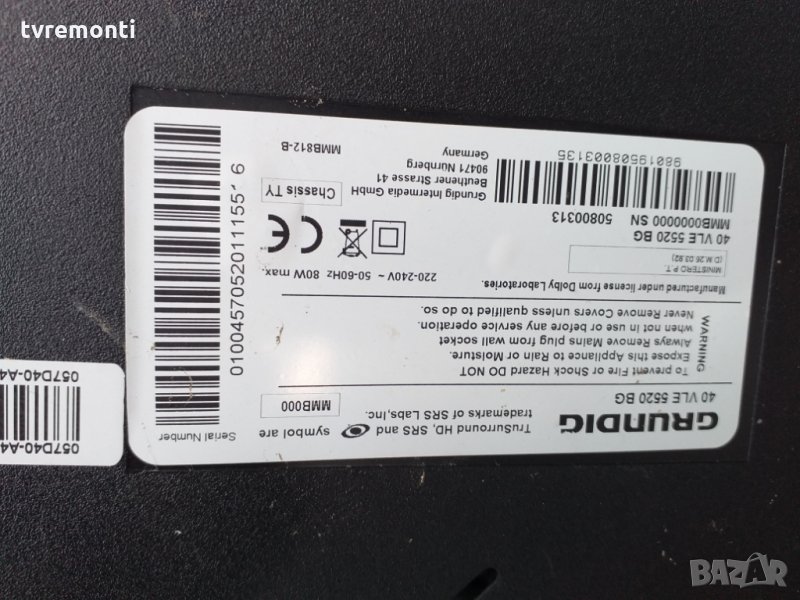 tvremonti
GRUNDIG
40 VLE 5520 BG
TruSurround HD, SRS and symbol are
trademarks of SRS Labs, Inc.
MMB000
Serial Number
To prevent Fire or Shock Hazard DO NOT
Expose this Appliance to Rain or Moisture.
Always Remove Mains plug from wall socket
when not in use or before any service operation.
Never Remove Covers unless qualified to do so.
WARNING
Manufactured under license from Dolby Laboratories.
220-240V ~ 50-60Hz 80W max.
MINISTERO P.T.
(D.M.26.03.92)
40 VLE 5520 BG
MMB0000000 SN 50800313
CE
Chassis TY
98019508003135
Grundig Intermedia GmbH
Beuthener Strasse 41
90471 Nürnberg
Germany
MMB812-B
057D40-A4
057D40-A4
BAZAR